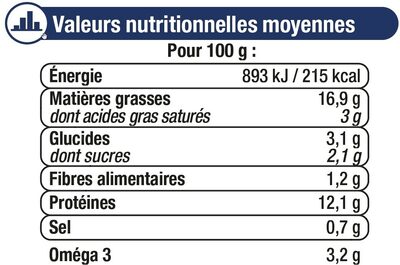 Valeurs nutritionnelles moyennes
Pour 100 g :
Énergie 893 kJ / 215 kcal
Matières grasses 16,9 g
dont acides gras saturés 3 g
Glucides 3,1 g
dont sucres 2,1 g
Fibres alimentaires 1,2 g
Protéines 12,1 g
Sel 0,7 g
Oméga 3 3,2 g